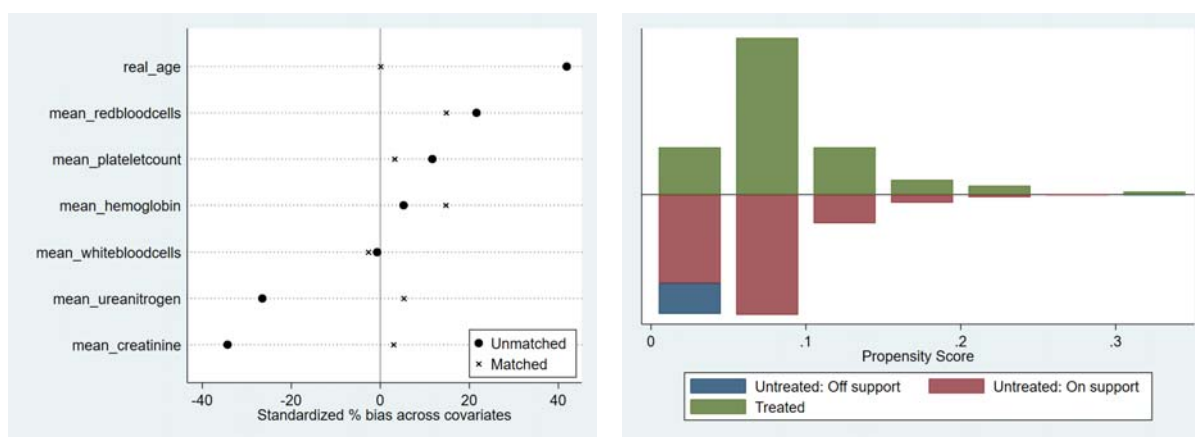 real_age
mean_redbloodcells
mean_plateletcount
mean_hemoglobin
mean_whitebloodcells
mean_ureanitrogen
mean_creatinine
Unmatched
Matched
-40 -20 0 20 40
Standardized % bias across covariates
0 .1 .2 .3
Propensity Score
Untreated: Off support Untreated: On support
Treated